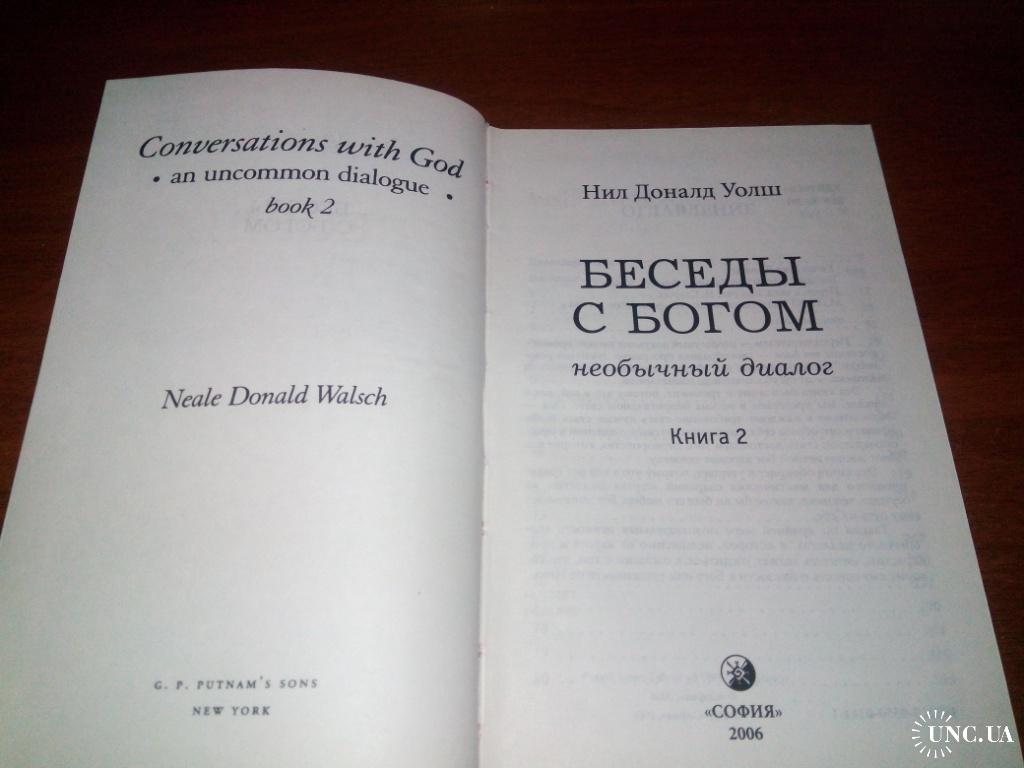 Conversations with God
• an uncommon dialogue •
book 2
Neale Donald Walsch
G. P. PUTNAM'S SONS
NEW YORK
Нил Доналд Уолш
БЕСЕДЫ
С БОГОМ
необычный диалог
Книга 2
«СОФИЯ»
2006
UNC.UA